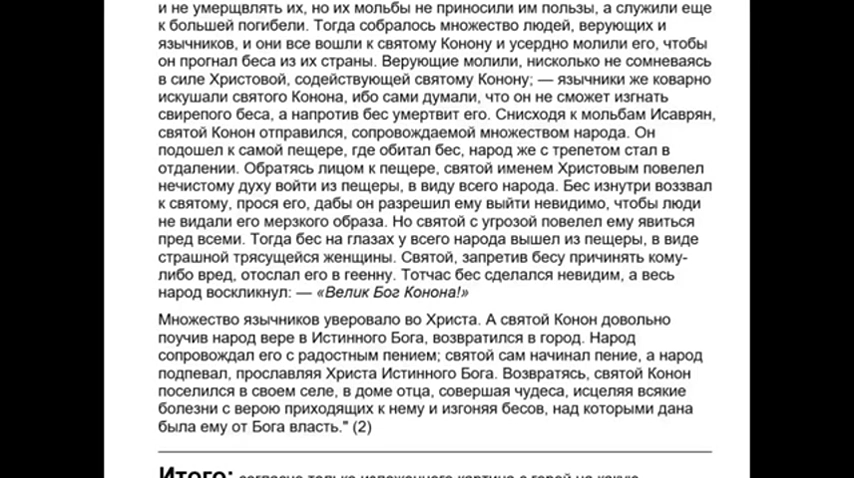 и не умерщвлять их, но их мольбы не приносили им пользы, а служили еще
к большей погибели. Тогда собралось множество людей, верующих и
язычников, и они все вошли к святому Конону и усердно молили его, чтобы
он прогнал беса из их страны. Верующие молили, нисколько не сомневаясь
в силе Христовой, содействующей святому Конону; — язычники же коварно
искушали святого Конона, ибо сами думали, что он не сможет изгнать
свирепого беса, а напротив бес умертвит его. Снисходя к мольбам Исаврян,
святой Конон отправился, сопровождаемой множеством народа. Он
подошел к самой пещере, где обитал бес, народ же с трепетом стал в
отдалении. Обратясь лицом к пещере, святой именем Христовым повелел
нечистому духу войти из пещеры, в виду всего народа. Бес изнутри воззвал
к святому, прося его, дабы он разрешил ему выйти невидимо, чтобы люди
не видали его мерзкого образа. Но святой с угрозой повелел ему явиться
пред всеми. Тогда бес на глазах у всего народа вышел из пещеры, в виде
страшной трясущейся женщины. Святой, запретив бесу причинять кому-
либо вред, отослал его в геенну. Тотчас бес сделался невидим, а весь
народ воскликнул: — «Велик Бог Конона!»
Множество язычников уверовало во Христа. А святой Конон довольно
поучив народ вере в Истинного Бога, возвратился в город. Народ
сопровождал его с радостным пением; святой сам начинал пение, а народ
подпевал, прославляя Христа Истинного Бога. Возвратясь, святой Конон
поселился в своем селе, в доме отца, совершая чудеса, исцеляя всякие
болезни с верою приходящих к нему и изгоняя бесов, над которыми дана
была ему от Бога власть." (2)
Итого: согласно только изложенного картина с горой на какую